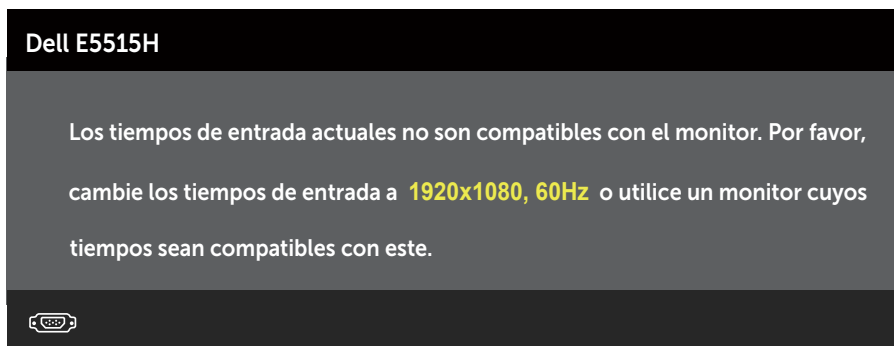 Dell E5515H
Los tiempos de entrada actuales no son compatibles con el monitor. Por favor,
cambie los tiempos de entrada a 1920x1080, 60Hz o utilice un monitor cuyos
tiempos sean compatibles con este.